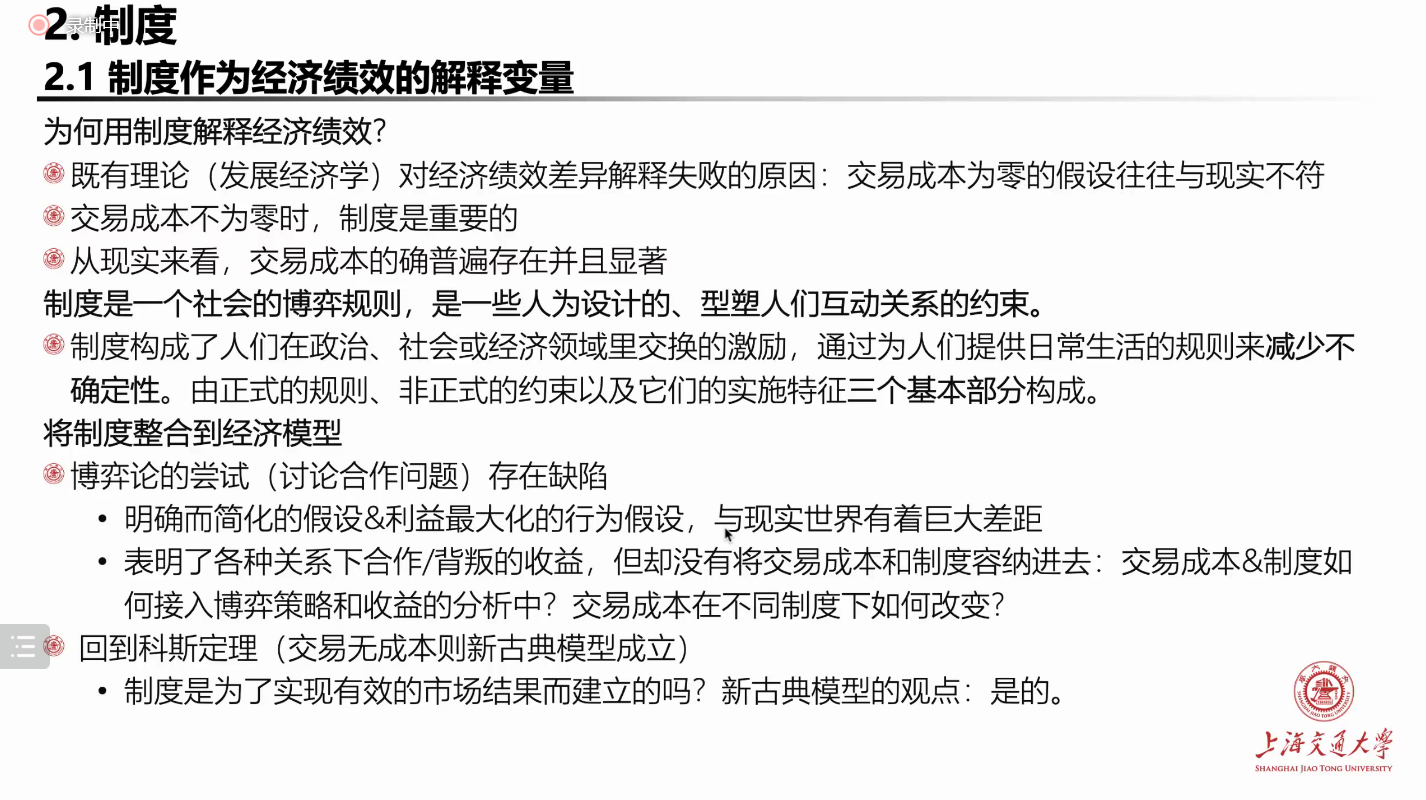 录制中
2. 制度
2.1 制度作为经济绩效的解释变量
为何用制度解释经济绩效？
既有理论（发展经济学）对经济绩效差异解释失败的原因：交易成本为零的假设往往与现实不符
交易成本不为零时，制度是重要的
从现实来看，交易成本的确普遍存在并且显著
制度是一个社会的博弈规则，是一些人为设计的、型塑人们互动关系的约束。
制度构成了人们在政治、社会或经济领域里交换的激励，通过为人们提供日常生活的规则来减少不
确定性。由正式的规则、非正式的约束以及它们的实施特征三个基本部分构成。
将制度整合到经济模型
博弈论的尝试（讨论合作问题）存在缺陷
• 明确而简化的假设&利益最大化的行为假设，与现实世界有着巨大差距
• 表明了各种关系下合作/背叛的收益，但却没有将交易成本和制度容纳进去：交易成本&制度如
何接入博弈策略和收益的分析中？交易成本在不同制度下如何改变？
回到科斯定理（交易无成本则新古典模型成立）
• 制度是为了实现有效的市场结果而建立的吗？新古典模型的观点：是的。
上海交通大学
SHANGHAI JIAO TONG UNIVERSITY